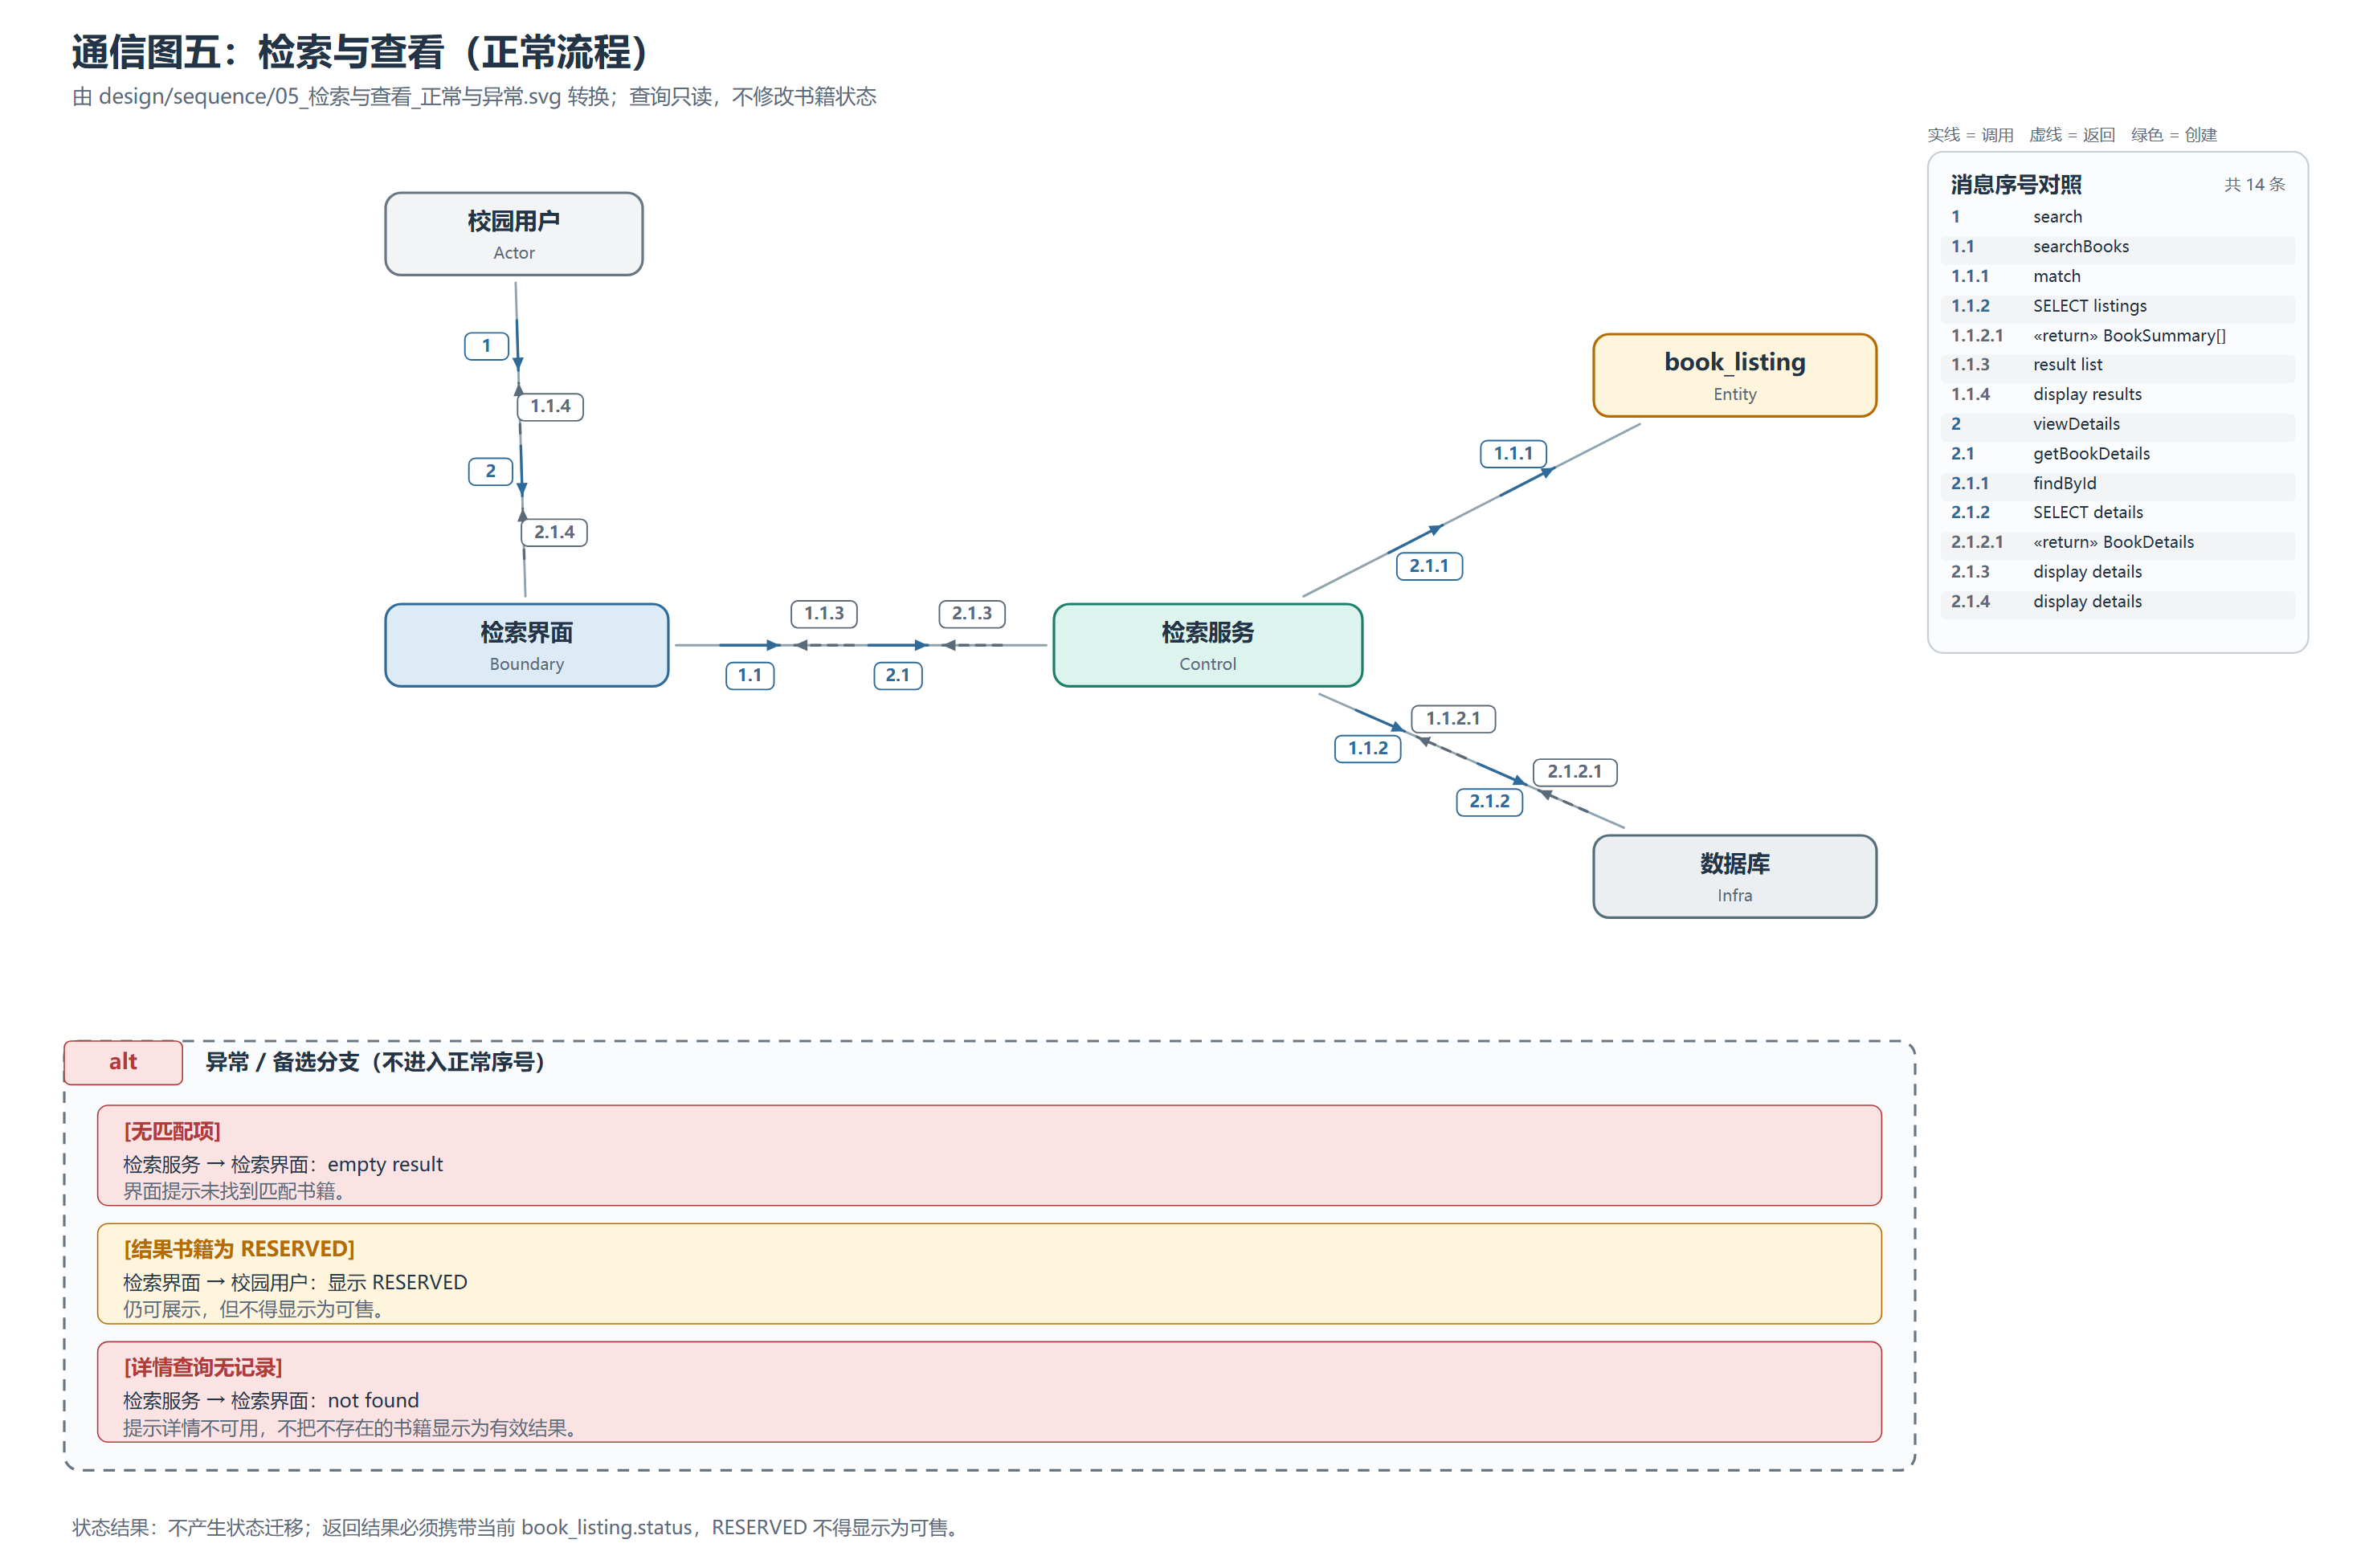 通信图五：检索与查看（正常流程）
由 design/sequence/05_检索与查看_正常与异常.svg 转换；查询只读，不修改书籍状态
实线 = 调用 虚线 = 返回 绿色 = 创建
消息序号对照 共 14 条
1 search
1.1 searchBooks
1.1.1 match
1.1.2 SELECT listings
1.1.2.1 «return» BookSummary[]
1.1.3 result list
1.1.4 display results
2 viewDetails
2.1 getBookDetails
2.1.1 findById
2.1.2 SELECT details
2.1.2.1 «return» BookDetails
2.1.3 display details
2.1.4 display details
校园用户
Actor
1
1.1.4
2
2.1.4
book_listing
Entity
1.1.1
2.1.1
检索界面
Boundary
1.1.3
2.1.3
1.1
2.1
检索服务
Control
1.1.2.1
1.1.2
2.1.2.1
2.1.2
数据库
Infra
alt 异常 / 备选分支（不进入正常序号）
[无匹配项]
检索服务 → 检索界面：empty result
界面提示未找到匹配书籍。
[结果书籍为 RESERVED]
检索界面 → 校园用户：显示 RESERVED
仍可展示，但不得显示为可售。
[详情查询无记录]
检索服务 → 检索界面：not found
提示详情不可用，不把不存在的书籍显示为有效结果。
状态结果：不产生状态迁移；返回结果必须携带当前 book_listing.status，RESERVED 不得显示为可售。